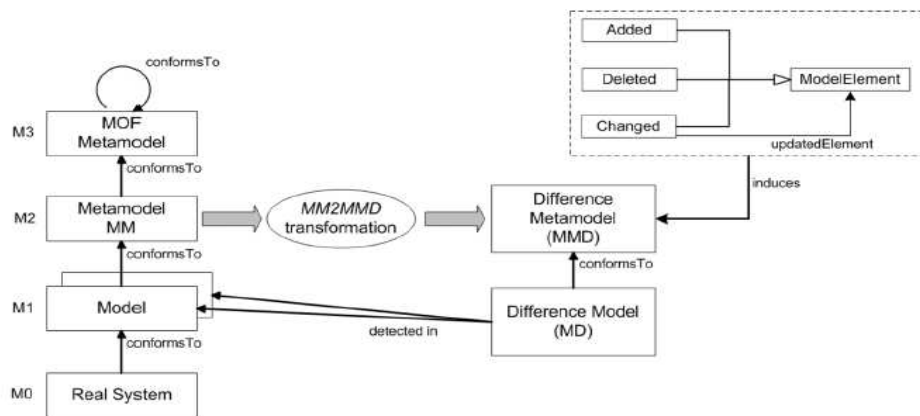 Added
Deleted
Changed
ModelElement
updatedElement
induces
conformsTo
M3
MOF
Metamodel
conformsTo
M2
Metamodel
MM
MM2MMD
transformation
Difference
Metamodel
(MMD)
conformsTo
conformsTo
M1
Model
detected in
Difference Model
(MD)
conformsTo
M0
Real System